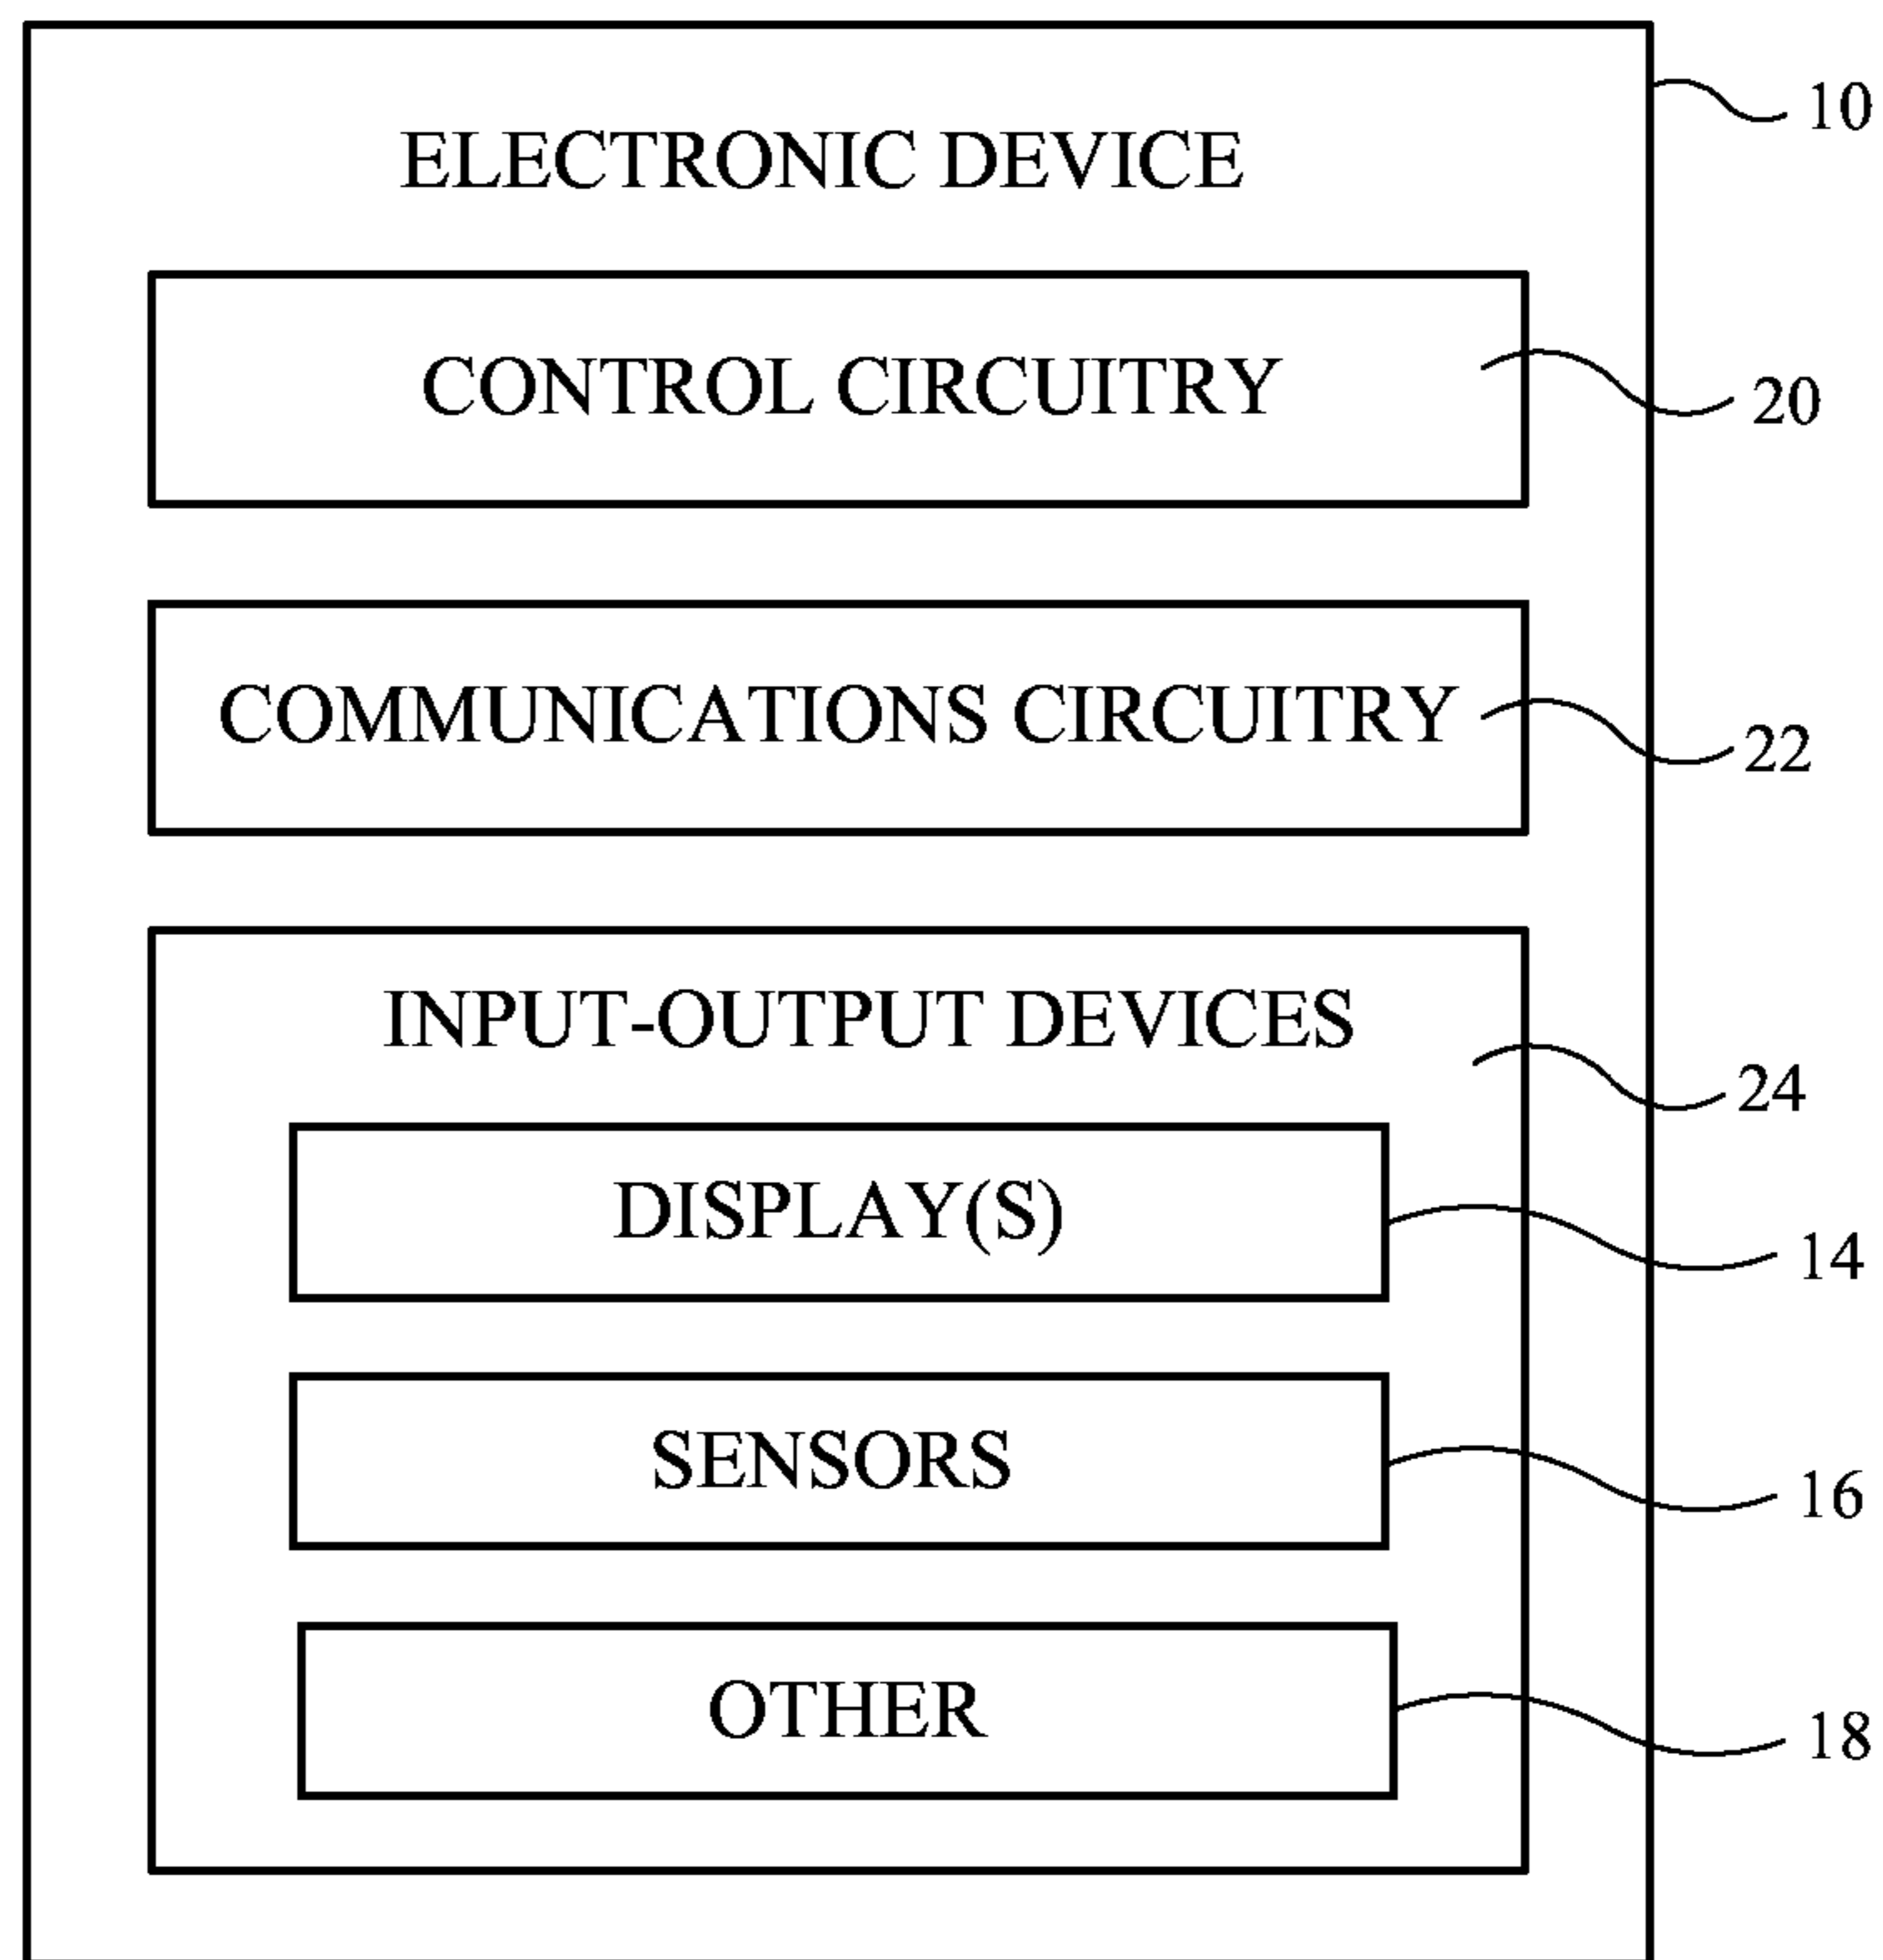 ELECTRONIC DEVICE
10
CONTROL CIRCUITRY
20
COMMUNICATIONS CIRCUITRY
22
INPUT-OUTPUT DEVICES
24
DISPLAY(S)
14
SENSORS
16
OTHER
18